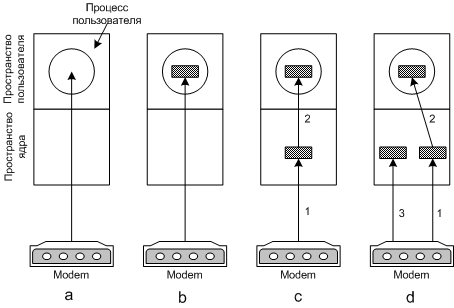 Процесс
пользователя
Пространство
пользователя
Пространство
ядра
2
2
1
3
1
Modem
Modem
Modem
Modem
a
b
c
d